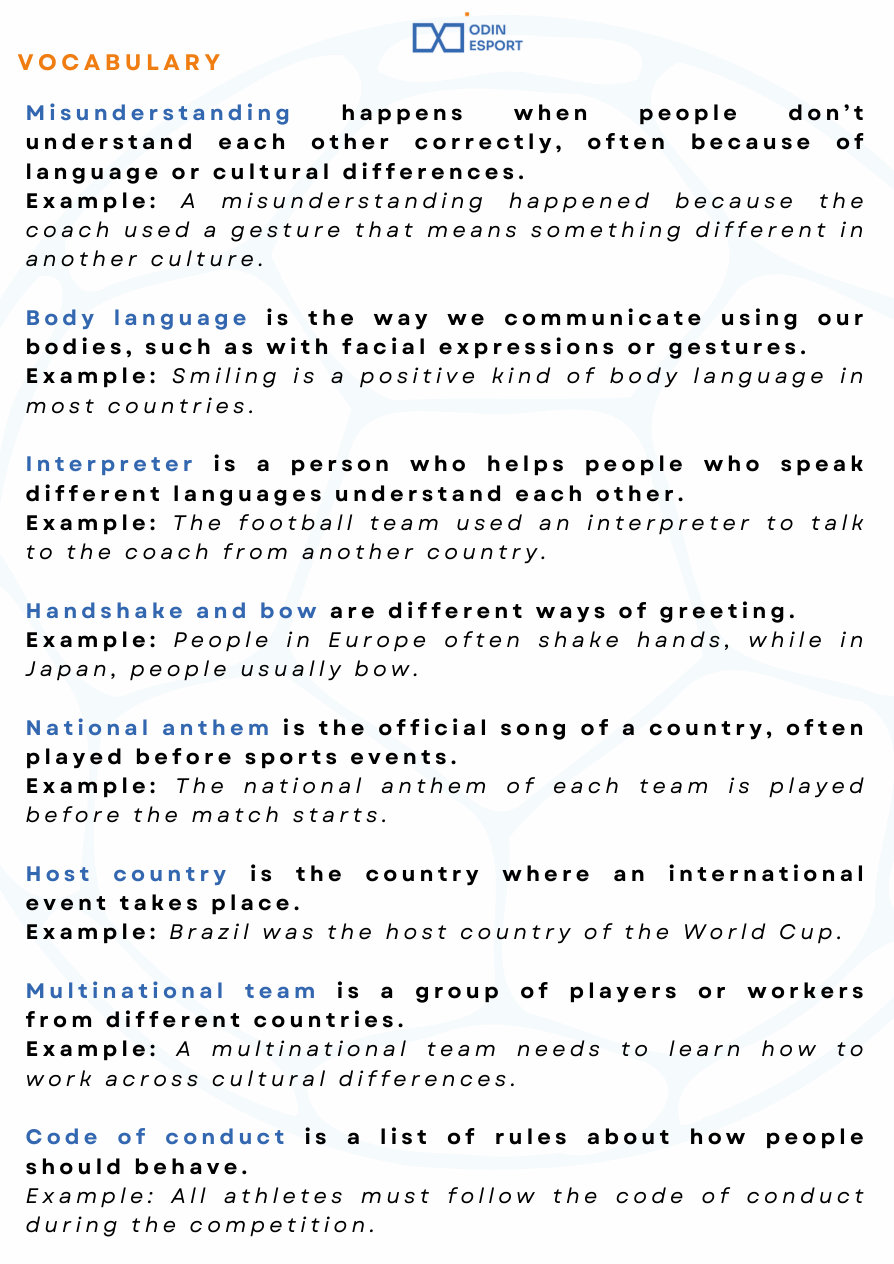 ODIN
ESPORT
VOCABULARY
Misunderstanding happens when people don’t
understand each other correctly, often because of
language or cultural differences.
Example: A misunderstanding happened because the
coach used a gesture that means something different in
another culture.
Body language is the way we communicate using our
bodies, such as with facial expressions or gestures.
Example: Smiling is a positive kind of body language in
most countries.
Interpreter is a person who helps people who speak
different languages understand each other.
Example: The football team used an interpreter to talk
to the coach from another country.
Handshake and bow are different ways of greeting.
Example: People in Europe often shake hands, while in
Japan, people usually bow.
National anthem is the official song of a country, often
played before sports events.
Example: The national anthem of each team is played
before the match starts.
Host country is the country where an international
event takes place.
Example: Brazil was the host country of the World Cup.
Multinational team is a group of players or workers
from different countries.
Example: A multinational team needs to learn how to
work across cultural differences.
Code of conduct is a list of rules about how people
should behave.
Example: All athletes must follow the code of conduct
during the competition.